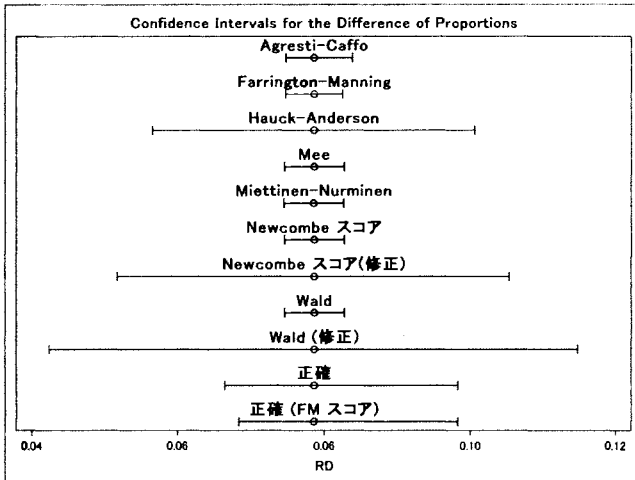 Confidence Intervals for the Difference of Proportions
Agresti-Caffo
Farrington-Manning
Hauck-Anderson
Mee
Miettinen-Nurminen
Newcombe スコア
Newcombe スコア(修正)
Wald
Wald (修正)
正確
正確 (FM スコア)
0.04 0.06 0.06 0.10 0.12
RD